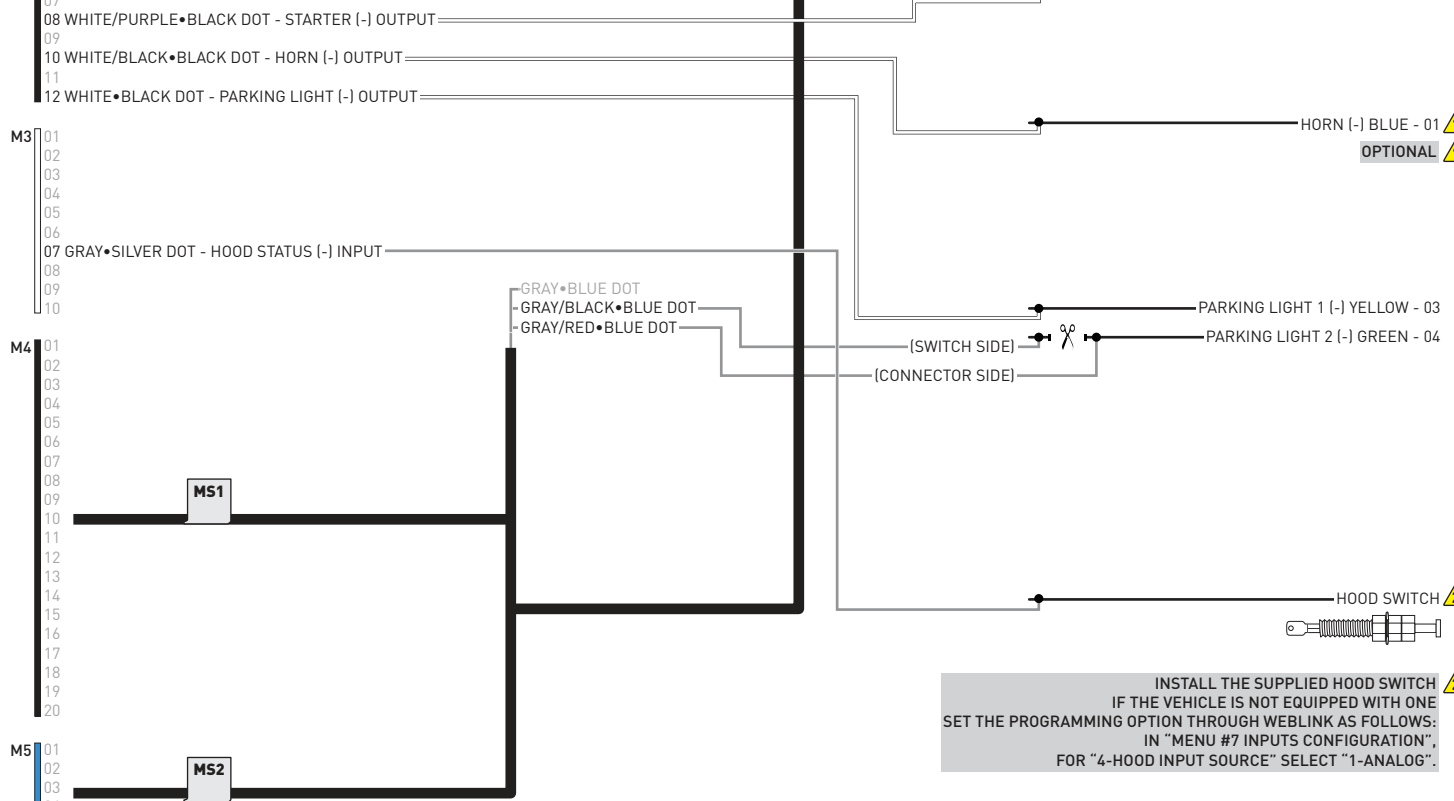 07
08 WHITE/PURPLE•BLACK DOT - STARTER (-) OUTPUT
09
10 WHITE/BLACK•BLACK DOT - HORN (-) OUTPUT
11
12 WHITE•BLACK DOT - PARKING LIGHT (-) OUTPUT
HORN (-) BLUE - 01
OPTIONAL
M3
01
02
03
04
05
06
07 GRAY•SILVER DOT - HOOD STATUS (-) INPUT
08
09
10
GRAY•BLUE DOT
GRAY/BLACK•BLUE DOT
GRAY/RED•BLUE DOT
PARKING LIGHT 1 (-) YELLOW - 03
PARKING LIGHT 2 (-) GREEN - 04
(SWITCH SIDE)
(CONNECTOR SIDE)
M4
01
02
03
04
05
06
07
08
09
10
11
12
13
14
15
16
17
18
19
20
MS1
HOOD SWITCH
INSTALL THE SUPPLIED HOOD SWITCH
IF THE VEHICLE IS NOT EQUIPPED WITH ONE
SET THE PROGRAMMING OPTION THROUGH WEBLINK AS FOLLOWS:
IN “MENU #7 INPUTS CONFIGURATION”,
FOR “4-HOOD INPUT SOURCE” SELECT “1-ANALOG”.
M5
01
02
03
MS2